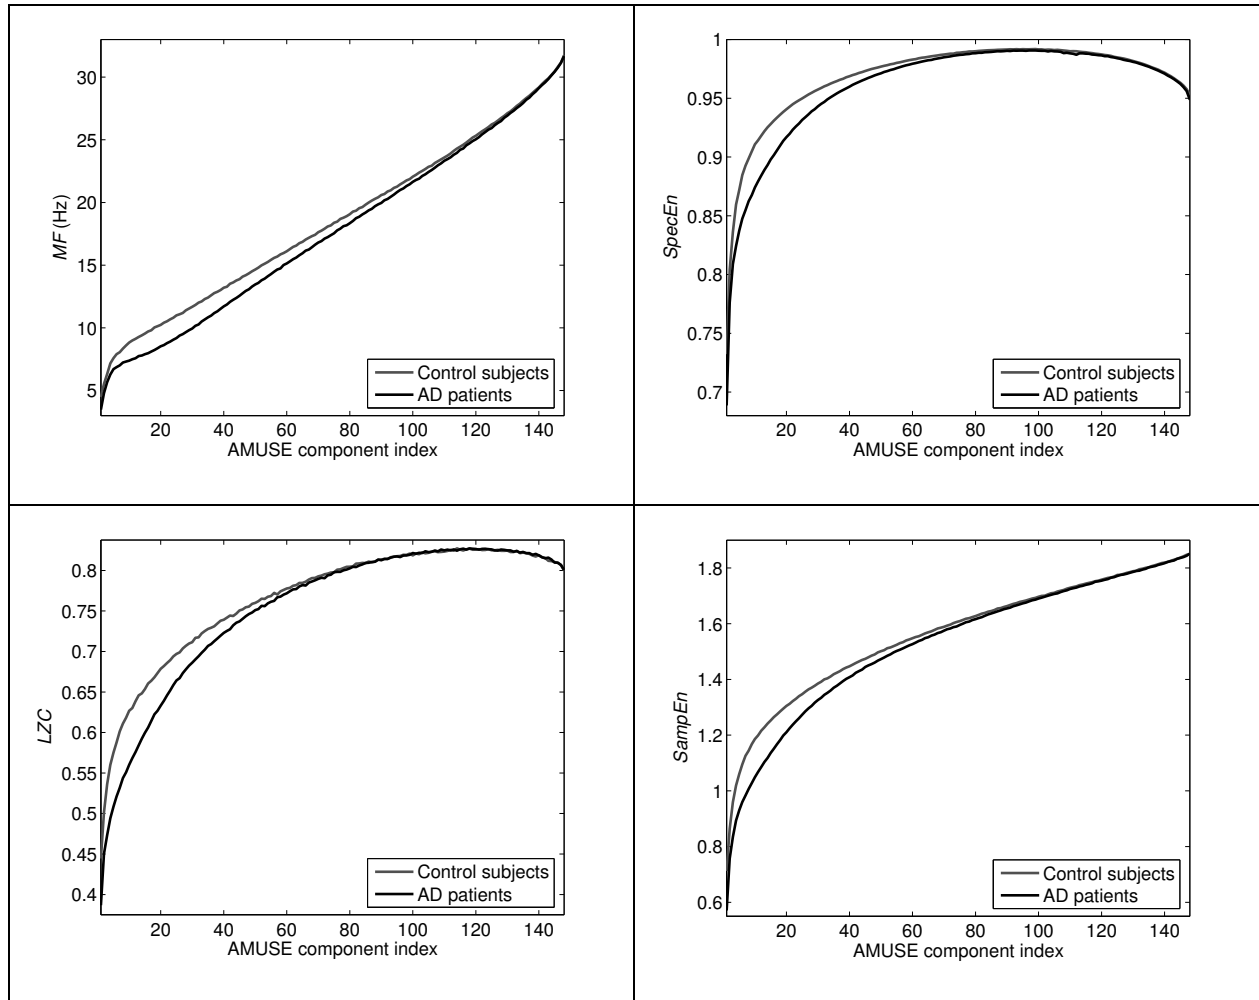 MF (Hz)
30
25
20
15
10
5
Control subjects
AD patients
20 40 60 80 100 120 140
AMUSE component index
SpecEn
1
0.95
0.9
0.85
0.8
0.75
0.7
Control subjects
AD patients
20 40 60 80 100 120 140
AMUSE component index
LZC
0.8
0.75
0.7
0.65
0.6
0.55
0.5
0.45
0.4
Control subjects
AD patients
20 40 60 80 100 120 140
AMUSE component index
SampEn
1.8
1.6
1.4
1.2
1
0.8
0.6
Control subjects
AD patients
20 40 60 80 100 120 140
AMUSE component index